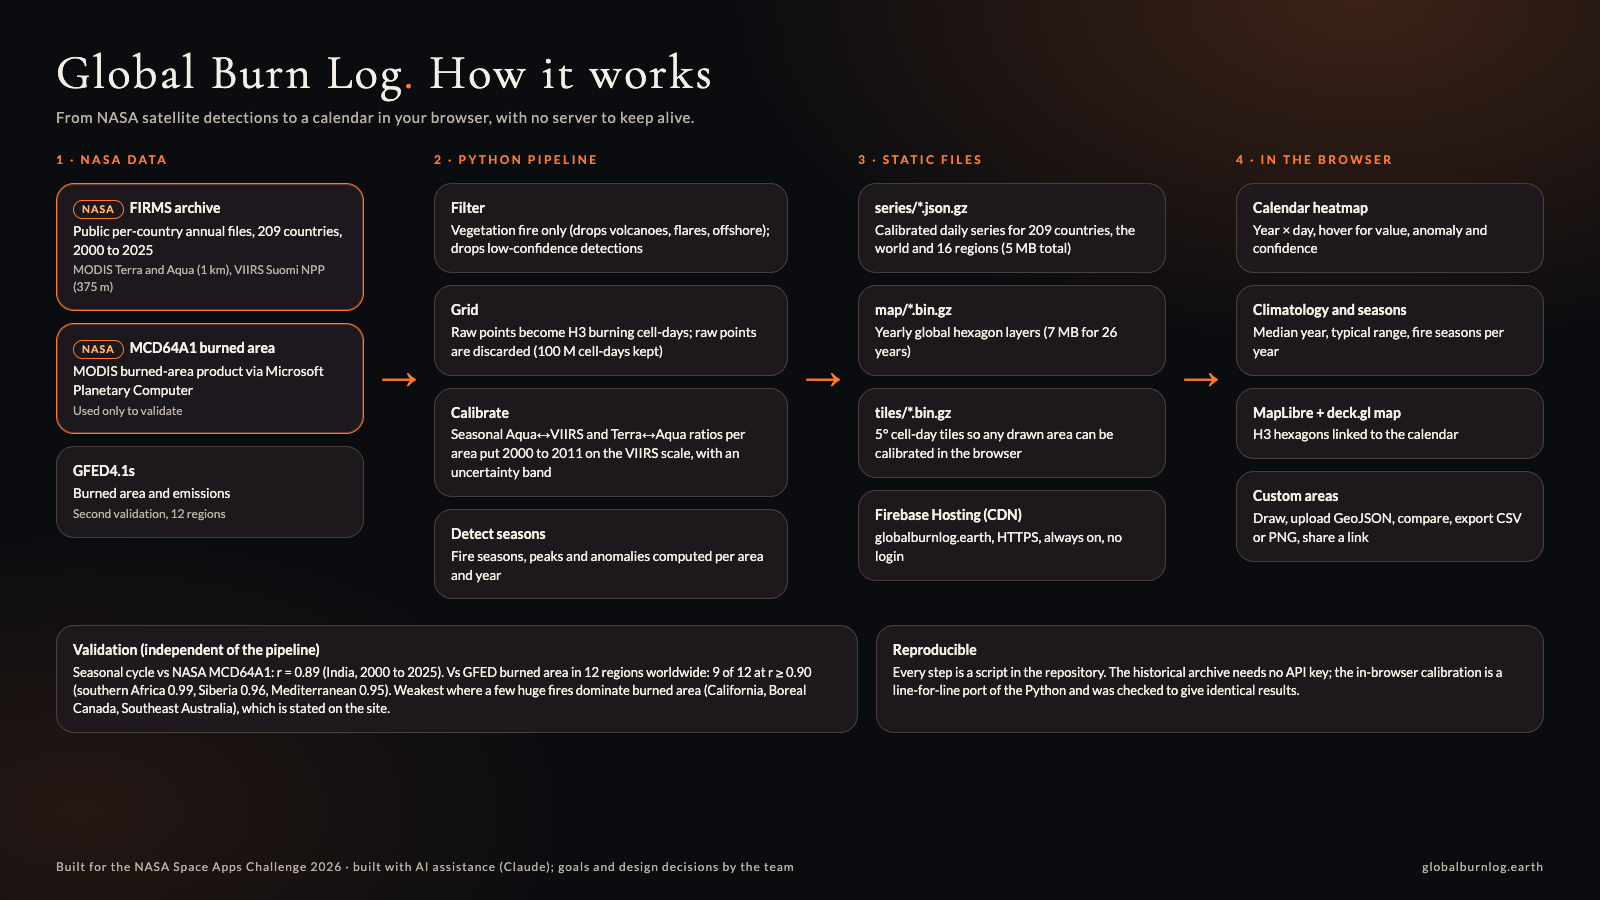 Global Burn Log. How it works
From NASA satellite detections to a calendar in your browser, with no server to keep alive.
1 · NASA DATA
NASA FIRMS archive
Public per-country annual files, 209 countries,
2000 to 2025
MODIS Terra and Aqua (1 km), VIIRS Suomi NPP
(375 m)
NASA MCD64A1 burned area
MODIS burned-area product via Microsoft
Planetary Computer
Used only to validate
GFED4.1s
Burned area and emissions
Second validation, 12 regions
→
2 · PYTHON PIPELINE
Filter
Vegetation fire only (drops volcanoes, flares, offshore);
drops low-confidence detections
Grid
Raw points become H3 burning cell-days; raw points
are discarded (100 M cell-days kept)
Calibrate
Seasonal Aqua↔VIIRS and Terra↔Aqua ratios per
area put 2000 to 2011 on the VIIRS scale, with an
uncertainty band
Detect seasons
Fire seasons, peaks and anomalies computed per area
and year
→
3 · STATIC FILES
series/*.json.gz
Calibrated daily series for 209 countries, the
world and 16 regions (5 MB total)
map/*.bin.gz
Yearly global hexagon layers (7 MB for 26
years)
tiles/*.bin.gz
5° cell-day tiles so any drawn area can be
calibrated in the browser
Firebase Hosting (CDN)
globalburnlog.earth, HTTPS, always on, no
login
→
4 · IN THE BROWSER
Calendar heatmap
Year × day, hover for value, anomaly and
confidence
Climatology and seasons
Median year, typical range, fire seasons per
year
MapLibre + deck.gl map
H3 hexagons linked to the calendar
Custom areas
Draw, upload GeoJSON, compare, export CSV
or PNG, share a link
Validation (independent of the pipeline)
Seasonal cycle vs NASA MCD64A1: r = 0.89 (India, 2000 to 2025). Vs GFED burned area in 12 regions worldwide: 9 of 12 at r ≥ 0.90
(southern Africa 0.99, Siberia 0.96, Mediterranean 0.95). Weakest where a few huge fires dominate burned area (California, Boreal
Canada, Southeast Australia), which is stated on the site.
Reproducible
Every step is a script in the repository. The historical archive needs no API key; the in-browser calibration is a
line-for-line port of the Python and was checked to give identical results.
Built for the NASA Space Apps Challenge 2026 · built with AI assistance (Claude); goals and design decisions by the team
globalburnlog.earth